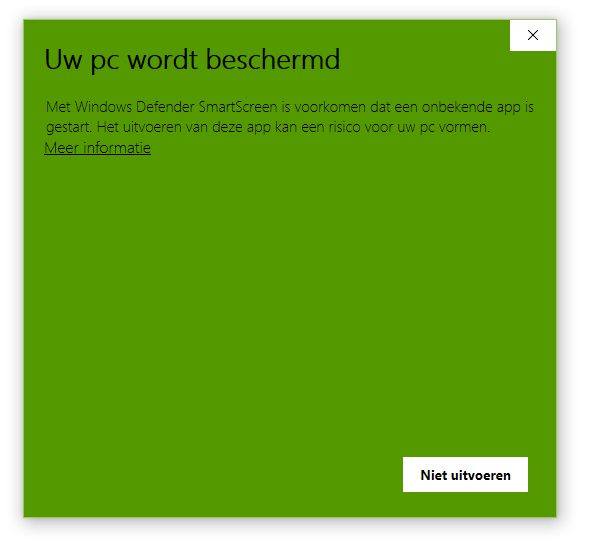 Uw pc wordt beschermd
Met Windows Defender SmartScreen is voorkomen dat een onbekende app is
gestart. Het uitvoeren van deze app kan een risico voor uw pc vormen.
Meer informatie
Niet uitvoeren